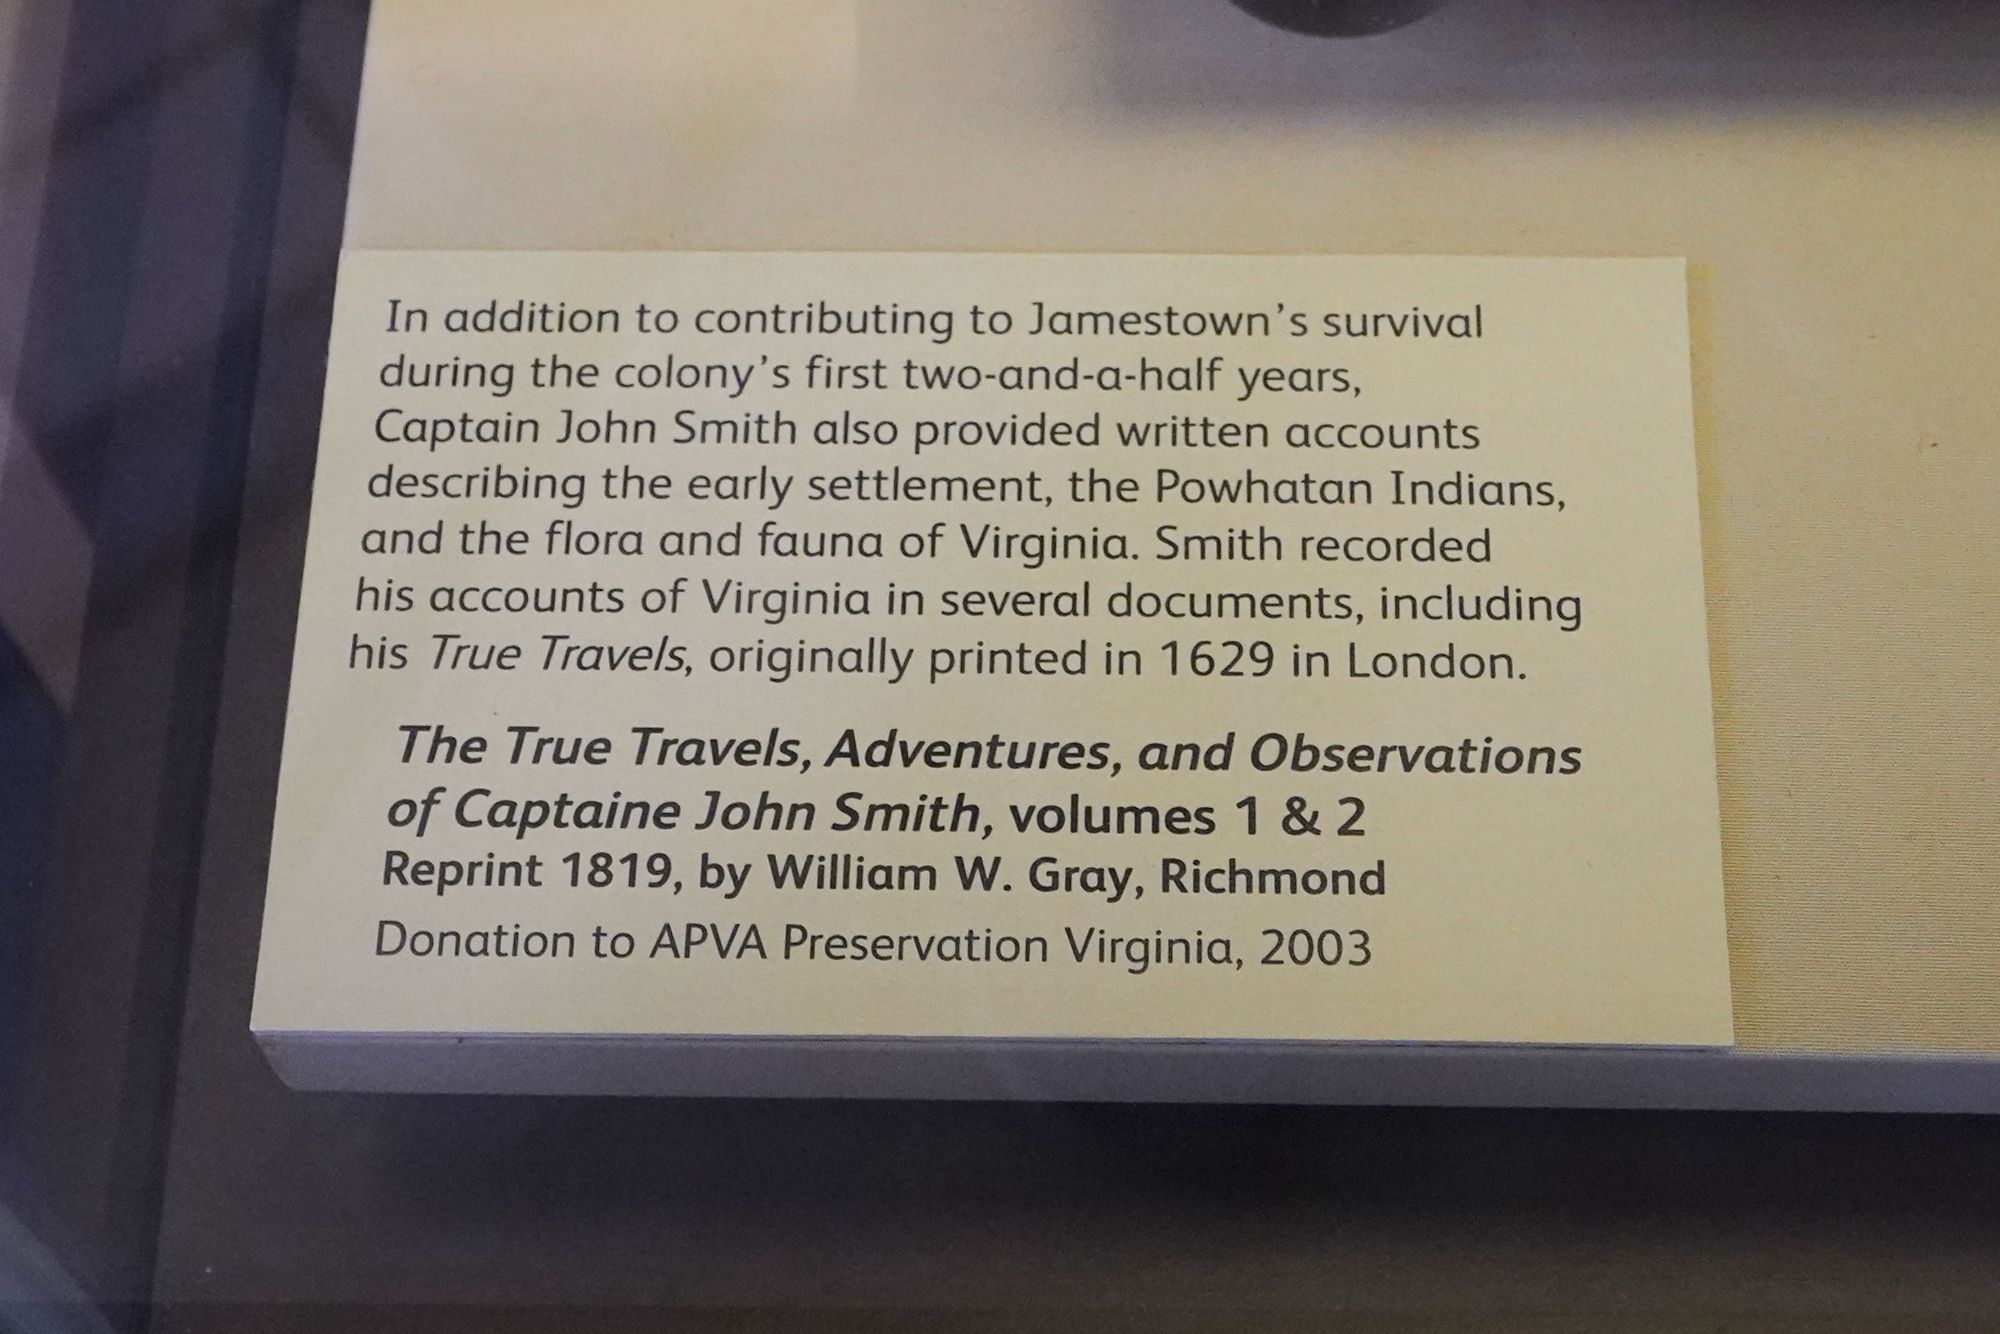 In addition to contributing to Jamestown's survival
during the colony's first two-and-a-half years,
Captain John Smith also provided written accounts
describing the early settlement, the Powhatan Indians,
and the flora and fauna of Virginia. Smith recorded
his accounts of Virginia in several documents, including
his True Travels, originally printed in 1629 in London.
The True Travels, Adventures, and Observations
of Captaine John Smith, volumes 1 & 2
Reprint 1819, by William W. Gray, Richmond
Donation to APVA Preservation Virginia, 2003